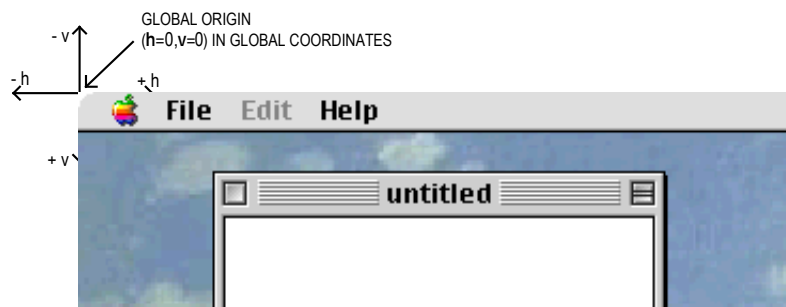 GLOBAL ORIGIN
(h=0,v=0) IN GLOBAL COORDINATES
- v
- h
+ h
File Edit Help
+ v
untitled